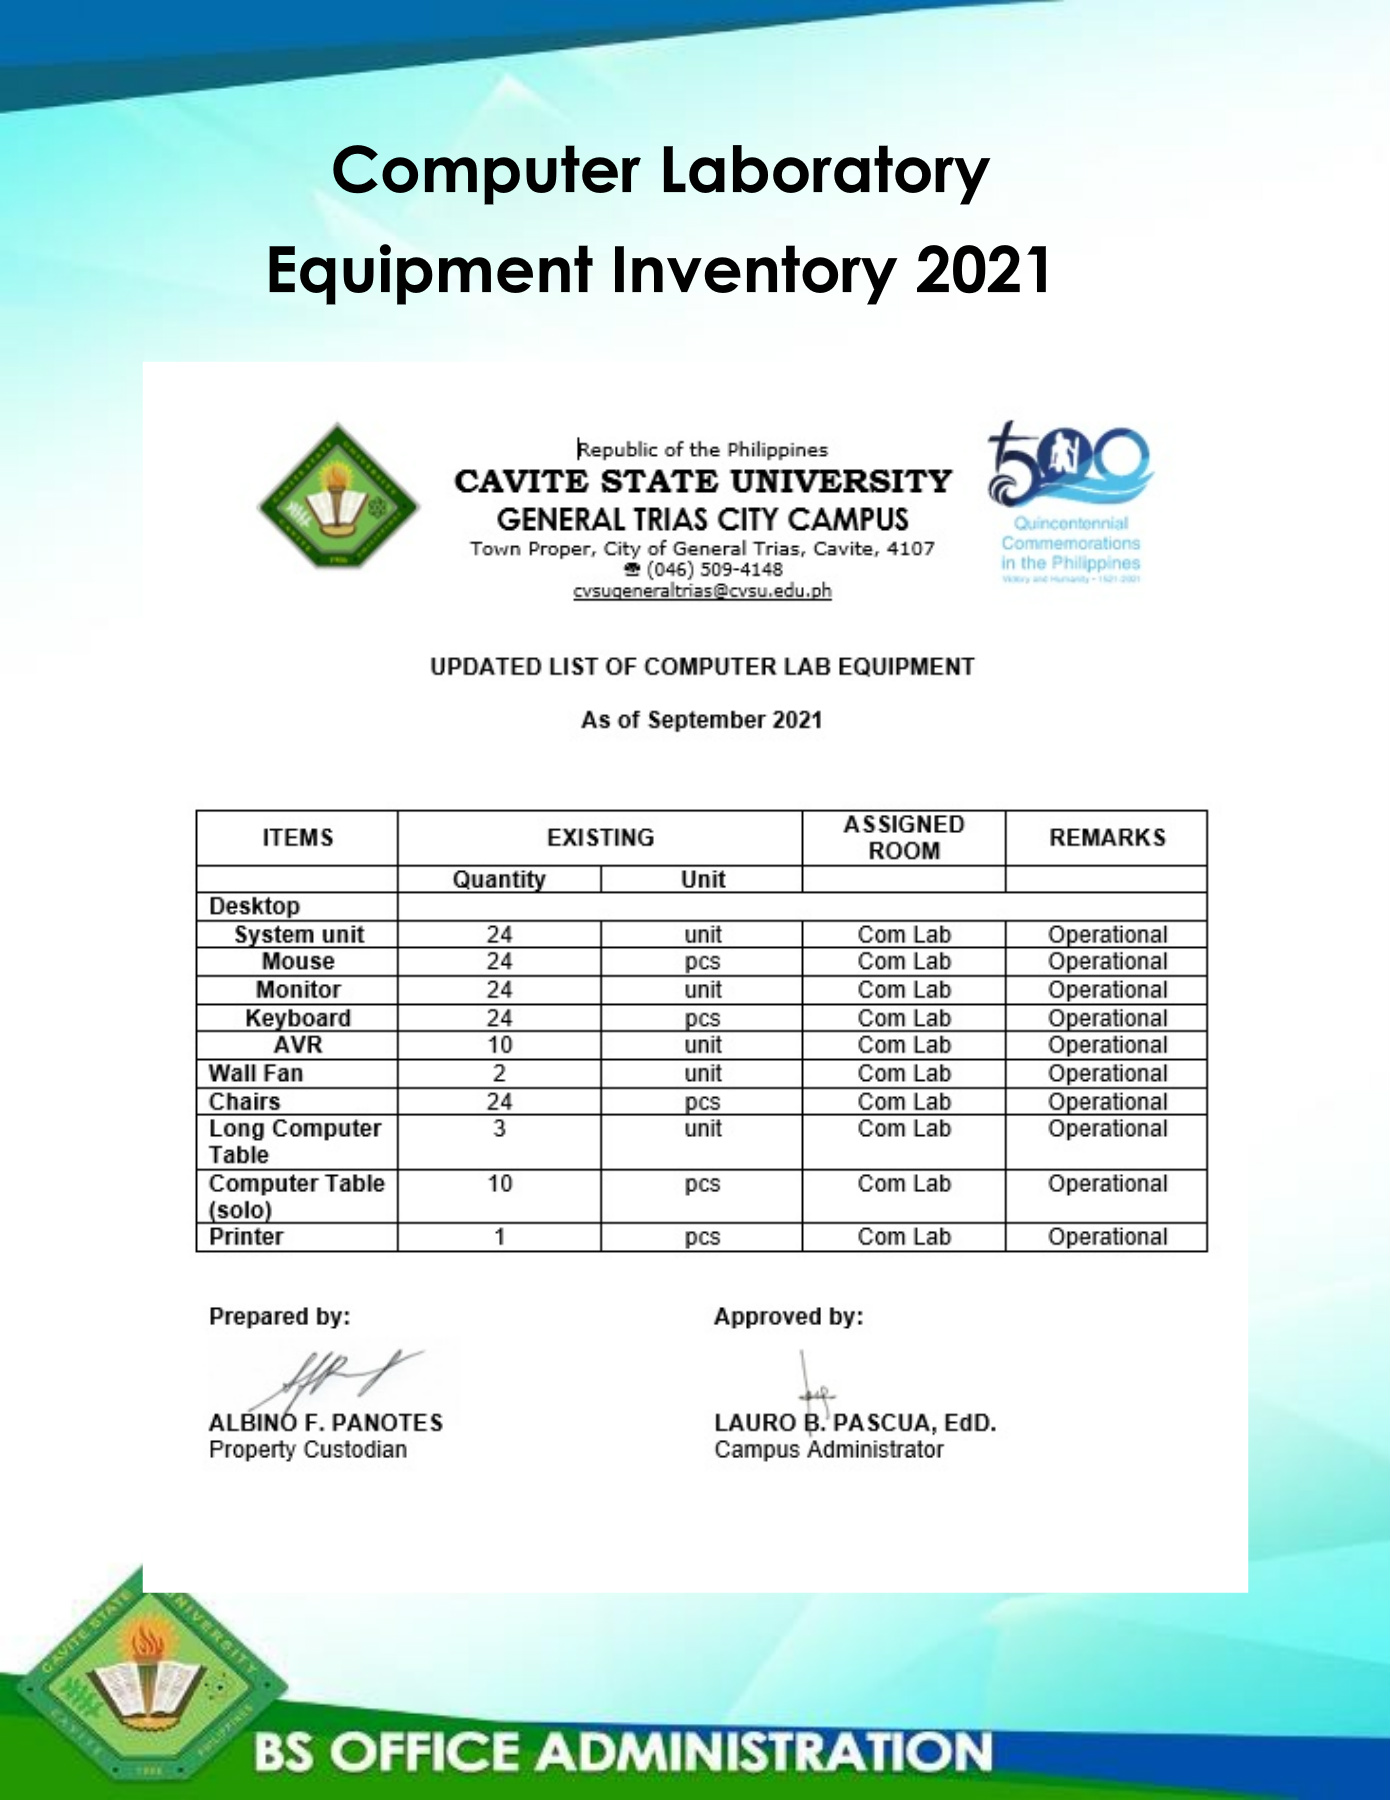 Computer Laboratory
Equipment Inventory 2021
Republic of the Philippines
CAVITE STATE UNIVERSITY
GENERAL TRIAS CITY CAMPUS
Town Proper, City of General Trias, Cavite, 4107
☎ (046) 509-4148
cvsugeneraltrias@cvsu.edu.ph
500
Quincentennial
Commemorations
in the Philippines
Victory and Humanity • 1521-2021
UPDATED LIST OF COMPUTER LAB EQUIPMENT
As of September 2021
ITEMS EXISTING ASSIGNED ROOM REMARKS
Quantity Unit
Desktop
System unit 24 unit Com Lab Operational
Mouse 24 pcs Com Lab Operational
Monitor 24 unit Com Lab Operational
Keyboard 24 pcs Com Lab Operational
AVR 10 unit Com Lab Operational
Wall Fan 2 unit Com Lab Operational
Chairs 24 pcs Com Lab Operational
Long Computer Table 3 unit Com Lab Operational
Computer Table (solo) 10 pcs Com Lab Operational
Printer 1 pcs Com Lab Operational
Prepared by: Approved by:
ALBINO F. PANOTES LAURO B. PASCUA, EdD.
Property Custodian Campus Administrator
CAVITE STATE UNIVERSITY
CAVITE PHILIPPINES
1906
BS OFFICE ADMINISTRATION